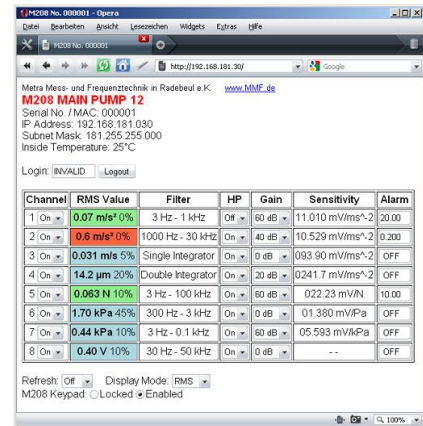 M208 No. 000001 - Opera
Datei Bearbeiten Ansicht Lesezeichen Widgets Extras Hilfe
M208 No. 000001
http://192.168.181.30/ Google
Metra Mess- und Frequenztechnik in Radebeul e.K. www.MMF.de
M208 MAIN PUMP 12
Serial No. / MAC: 000001
IP Address: 192.168.181.030
Subnet Mask: 181.255.255.000
Inside Temperature: 25°C
Login: INVALID Logout
Channel RMS Value Filter HP Gain Sensitivity Alarm
1 On 0.07 m/s² 0% 3 Hz - 1 kHz Off 60 dB 11.010 mV/ms^-2 20.00
2 On 0.6 m/s² 0% 1000 Hz - 30 kHz On 40 dB 10.529 mV/ms^-2 0.200
3 On 0.031 m/s 5% Single Integrator On 0 dB 093.90 mV/ms^-2 OFF
4 On 14.2 µm 20% Double Integrator On 20 dB 0241.7 mV/ms^-2 OFF
5 On 0.063 N 10% 3 Hz - 100 kHz On 60 dB 022.23 mV/N 10.00
6 On 1.70 kPa 45% 300 Hz - 3 kHz On 0 dB 01.380 mV/Pa OFF
7 On 0.44 kPa 10% 3 Hz - 0.1 kHz On 60 dB 05.593 mV/kPa OFF
8 On 0.40 V 10% 30 Hz - 50 kHz On 0 dB - - OFF
Refresh: Off Display Mode: RMS
M208 Keypad: Locked Enabled
100%